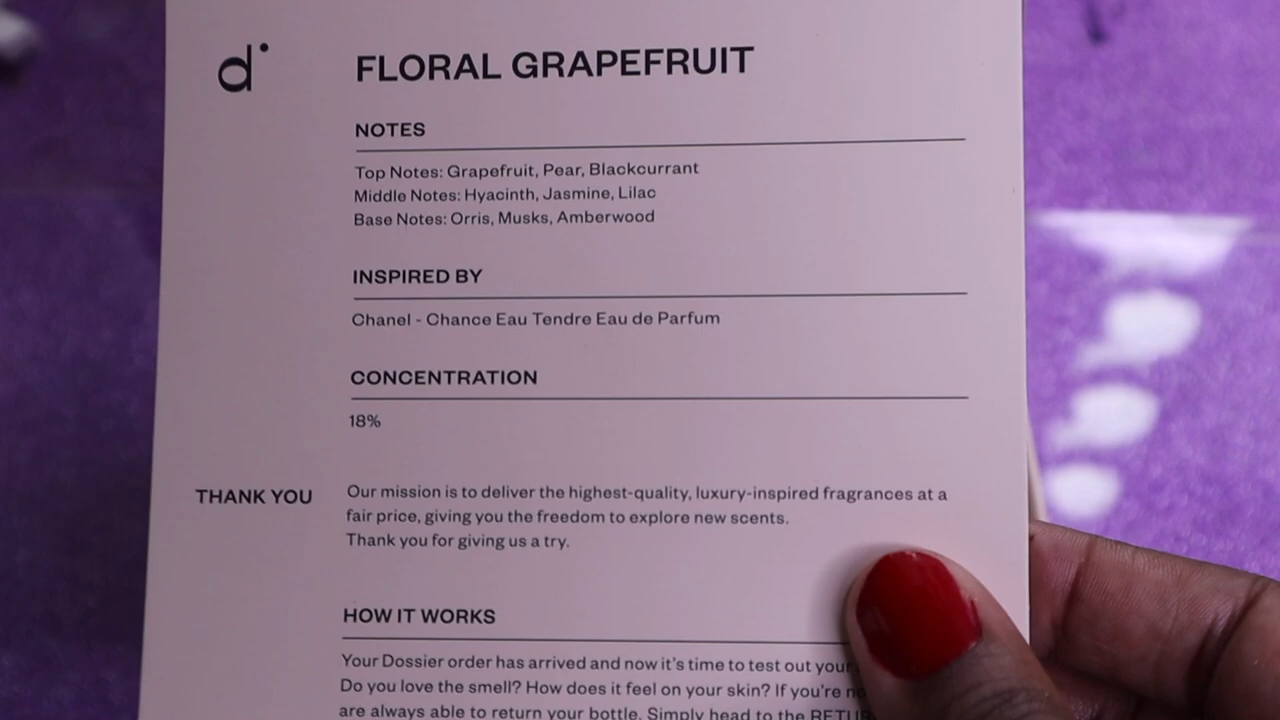 d°
FLORAL GRAPEFRUIT
NOTES
Top Notes: Grapefruit, Pear, Blackcurrant
Middle Notes: Hyacinth, Jasmine, Lilac
Base Notes: Orris, Musks, Amberwood
INSPIRED BY
Chanel - Chance Eau Tendre Eau de Parfum
CONCENTRATION
18%
THANK YOU
Our mission is to deliver the highest-quality, luxury-inspired fragrances at a
fair price, giving you the freedom to explore new scents.
Thank you for giving us a try.
HOW IT WORKS
Your Dossier order has arrived and now it's time to test out your
Do you love the smell? How does it feel on your skin? If you're
are always able to return your bottle. Simply head to the